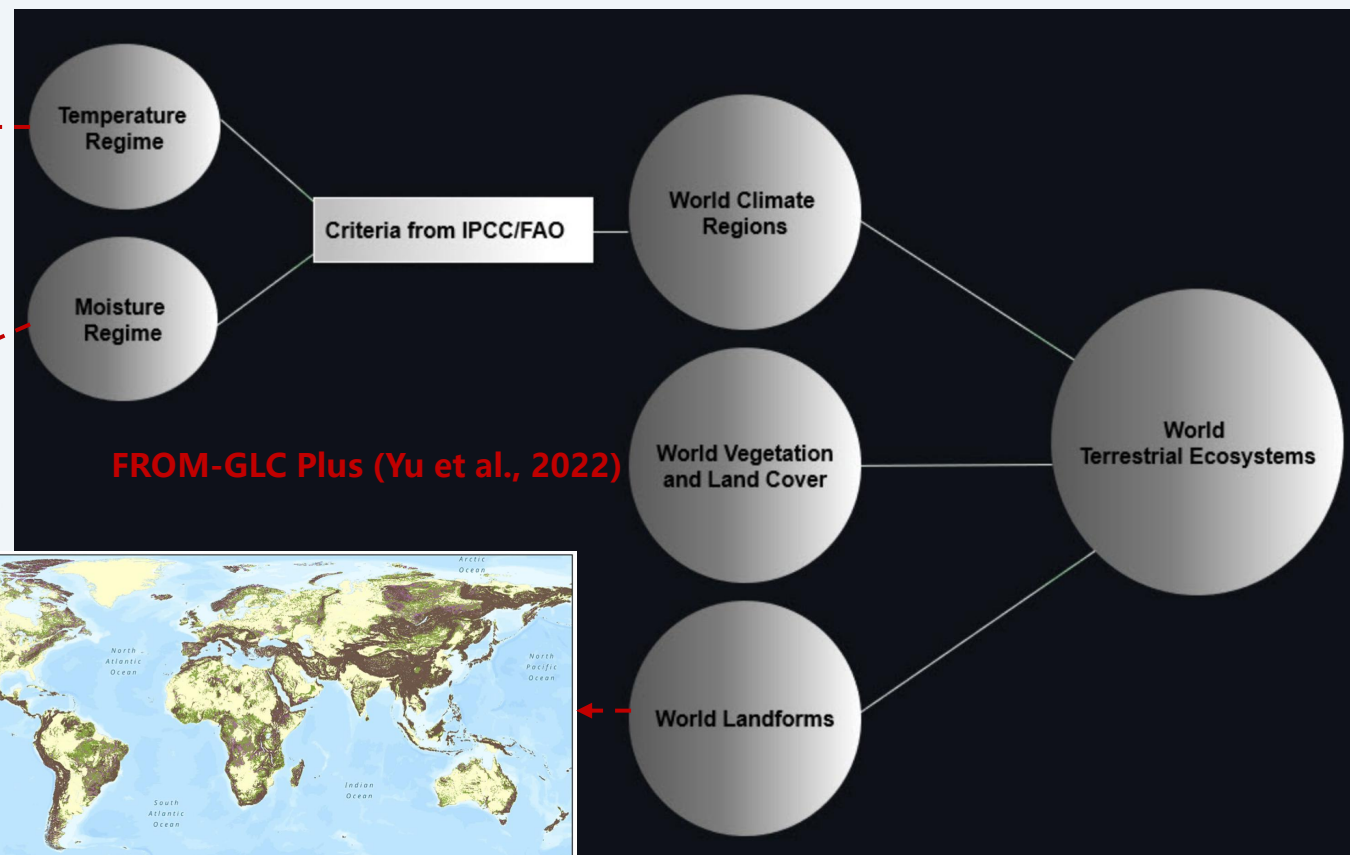 Temperature
Regime
Criteria from IPCC/FAO
Moisture
Regime
World Climate
Regions
FROM-GLC Plus (Yu et al., 2022)
World Vegetation
and Land Cover
World
Terrestrial Ecosystems
World Landforms
Arctic
Ocean
North
Atlantic
Ocean
North
Pacific
Ocean
Indian
Ocean
South
Atlantic
Ocean